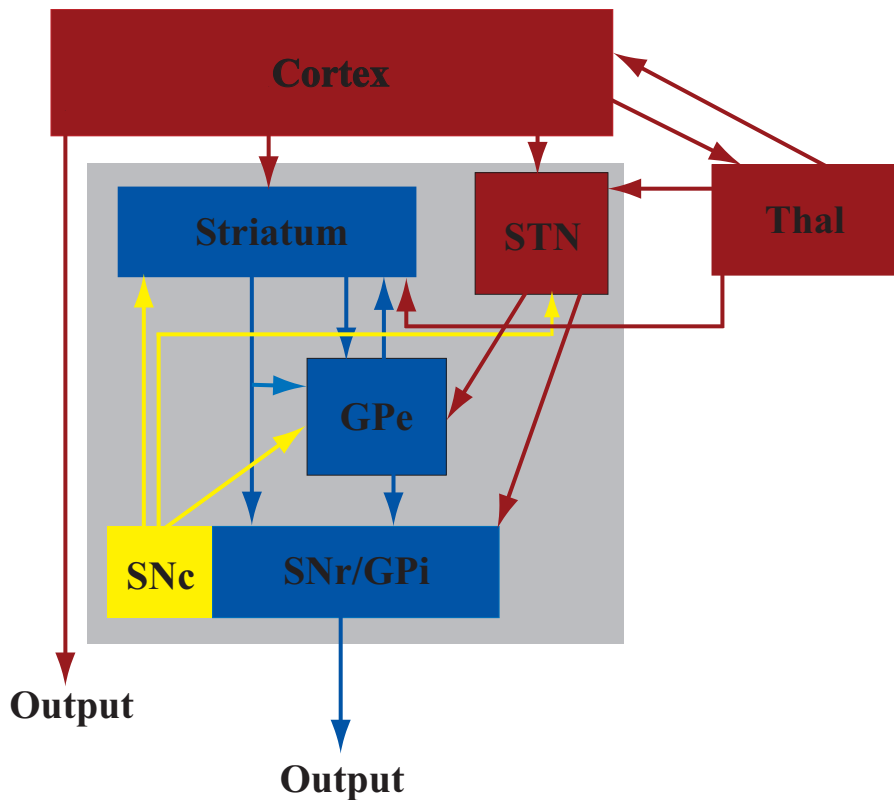 Cortex
Striatum
STN
Thal
GPe
SNc
SNr/GPi
Output
Output